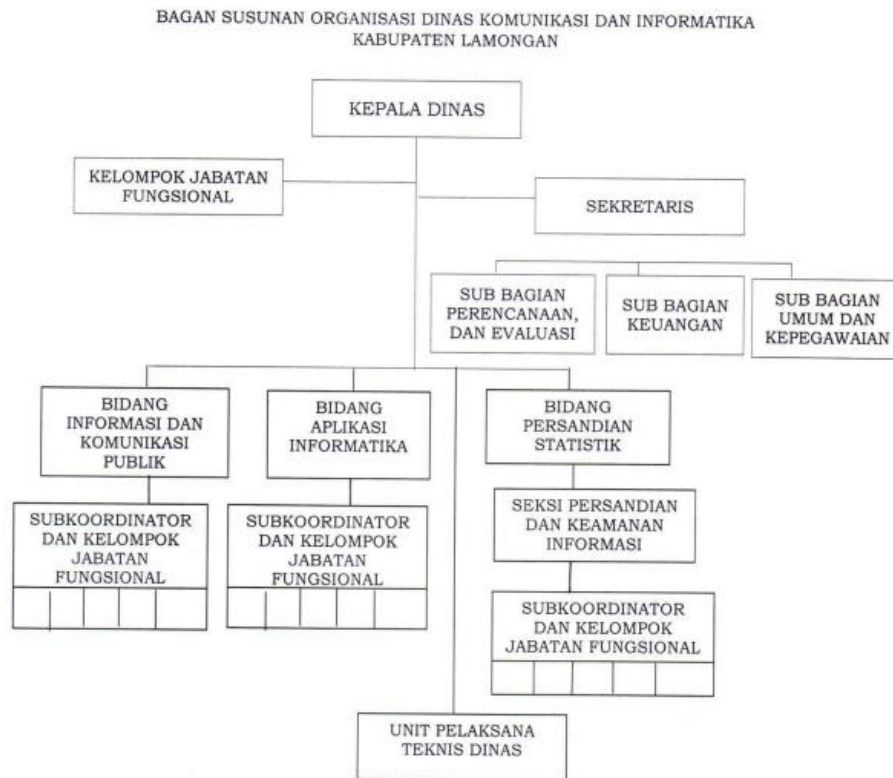 BAGAN SUSUNAN ORGANISASI DINAS KOMUNIKASI DAN INFORMATIKA
KABUPATEN LAMONGAN
KEPALA DINAS
KELOMPOK JABATAN
FUNGSIONAL
SEKRETARIS
SUB BAGIAN
PERENCANAAN,
DAN EVALUASI
SUB BAGIAN
KEUANGAN
SUB BAGIAN
UMUM DAN
KEPEGAWAIAN
BIDANG
INFORMASI DAN
KOMUNIKASI
PUBLIK
BIDANG
APLIKASI
INFORMATIKA
BIDANG
PERSANDIAN
STATISTIK
SUBKOORDINATOR
DAN KELOMPOK
JABATAN
FUNGSIONAL
SUBKOORDINATOR
DAN KELOMPOK
JABATAN
FUNGSIONAL
SEKSI PERSANDIAN
DAN KEAMANAN
INFORMASI
SUBKOORDINATOR
DAN KELOMPOK
JABATAN FUNGSIONAL
UNIT PELAKSANA
TEKNIS DINAS